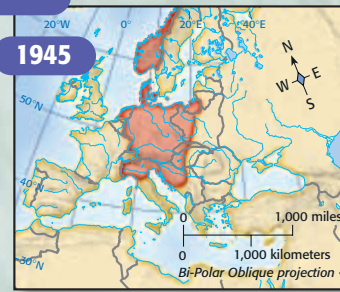 20°W 0° 20°E 40°E
1945
N
W E
S
50°N
40°N
30°N
0 1,000 miles
0 1,000 kilometers
Bi-Polar Oblique projection